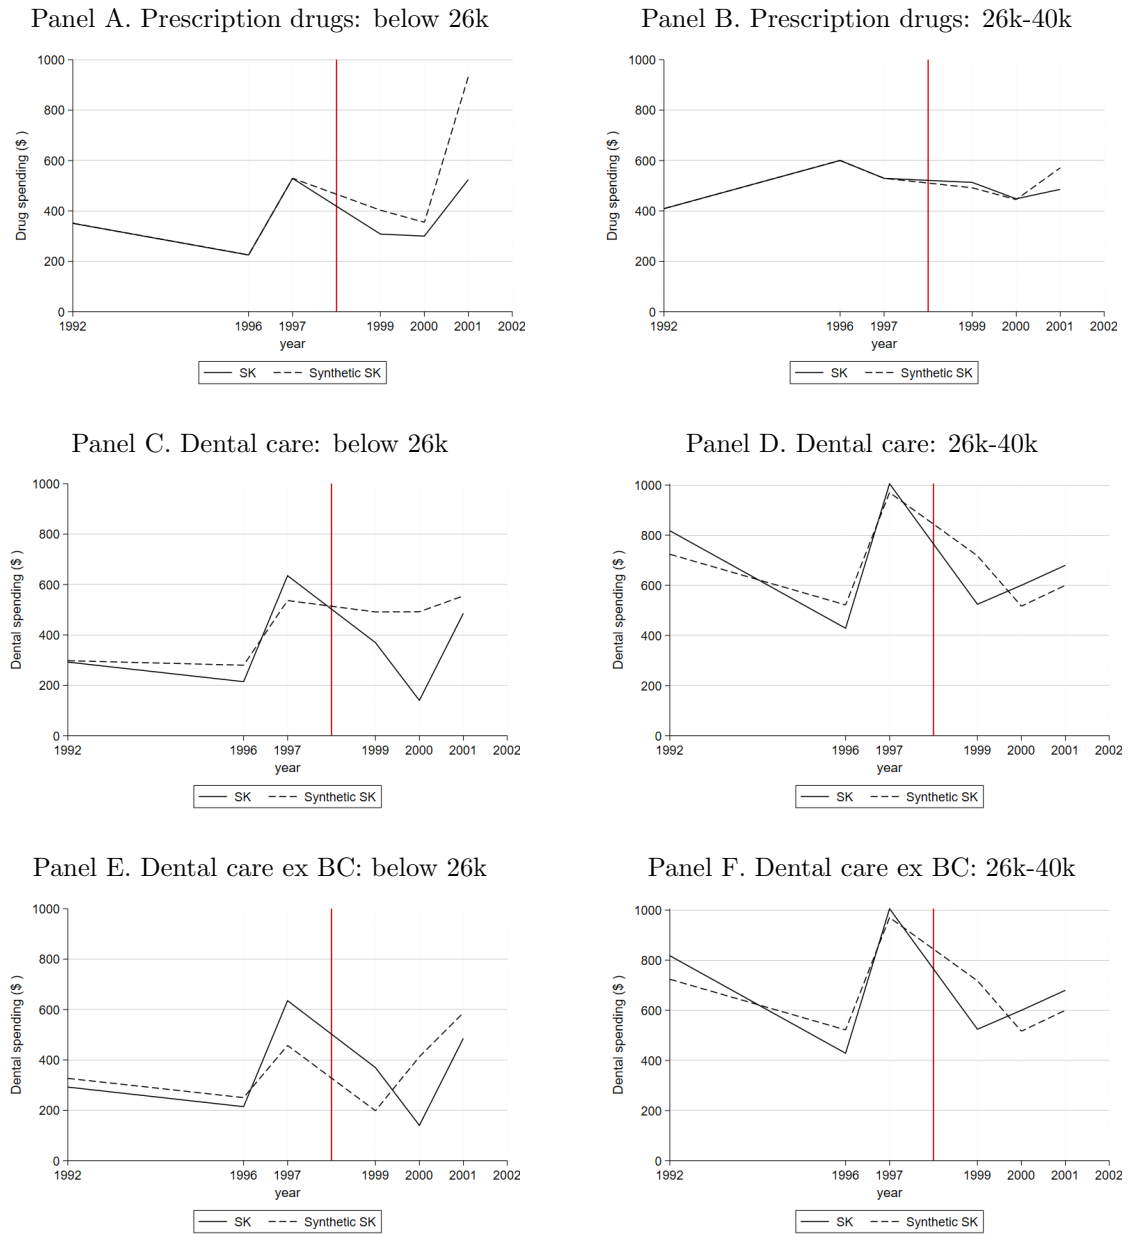 Panel A. Prescription drugs: below 26k
Drug spending ($ )
1000
800
600
400
200
0
1992 1996 1997 1999 2000 2001 2002
year
SK Synthetic SK
Panel B. Prescription drugs: 26k-40k
Drug spending ($ )
1000
800
600
400
200
0
1992 1996 1997 1999 2000 2001 2002
year
SK Synthetic SK
Panel C. Dental care: below 26k
Dental spending ($ )
1000
800
600
400
200
0
1992 1996 1997 1999 2000 2001 2002
year
SK Synthetic SK
Panel D. Dental care: 26k-40k
Dental spending ($ )
1000
800
600
400
200
0
1992 1996 1997 1999 2000 2001 2002
year
SK Synthetic SK
Panel E. Dental care ex BC: below 26k
Dental spending ($ )
1000
800
600
400
200
0
1992 1996 1997 1999 2000 2001 2002
year
SK Synthetic SK
Panel F. Dental care ex BC: 26k-40k
Dental spending ($ )
1000
800
600
400
200
0
1992 1996 1997 1999 2000 2001 2002
year
SK Synthetic SK